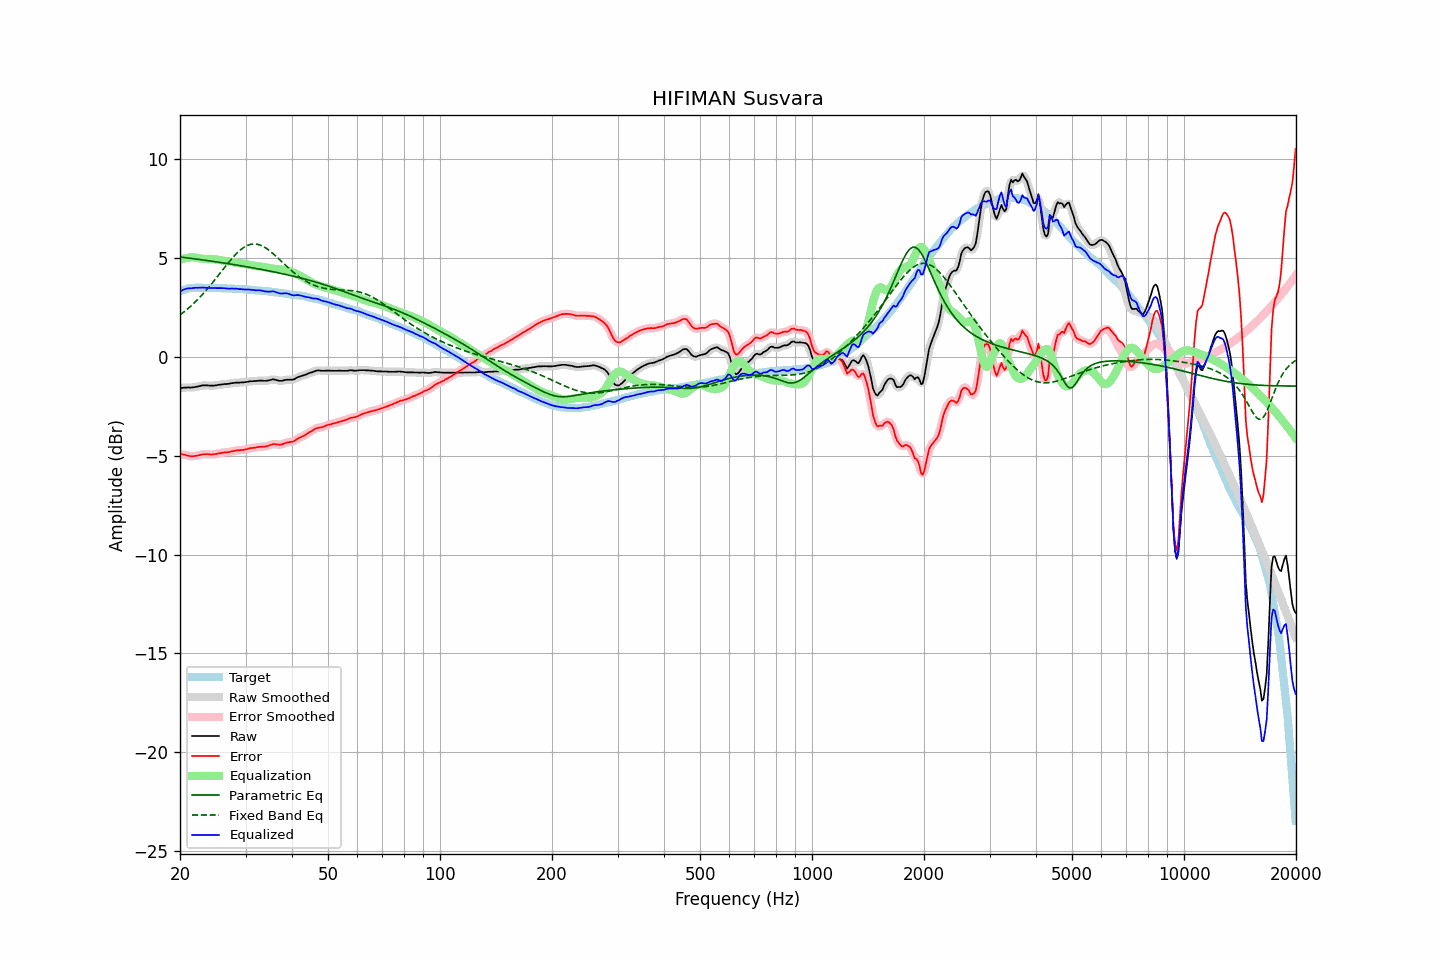 HIFIMAN Susvara
Amplitude (dBr)
10
5
0
−5
−10
−15
−20
−25
Target
Raw Smoothed
Error Smoothed
Raw
Error
Equalization
Parametric Eq
Fixed Band Eq
Equalized
20 50 100 200 500 1000 2000 5000 10000 20000
Frequency (Hz)